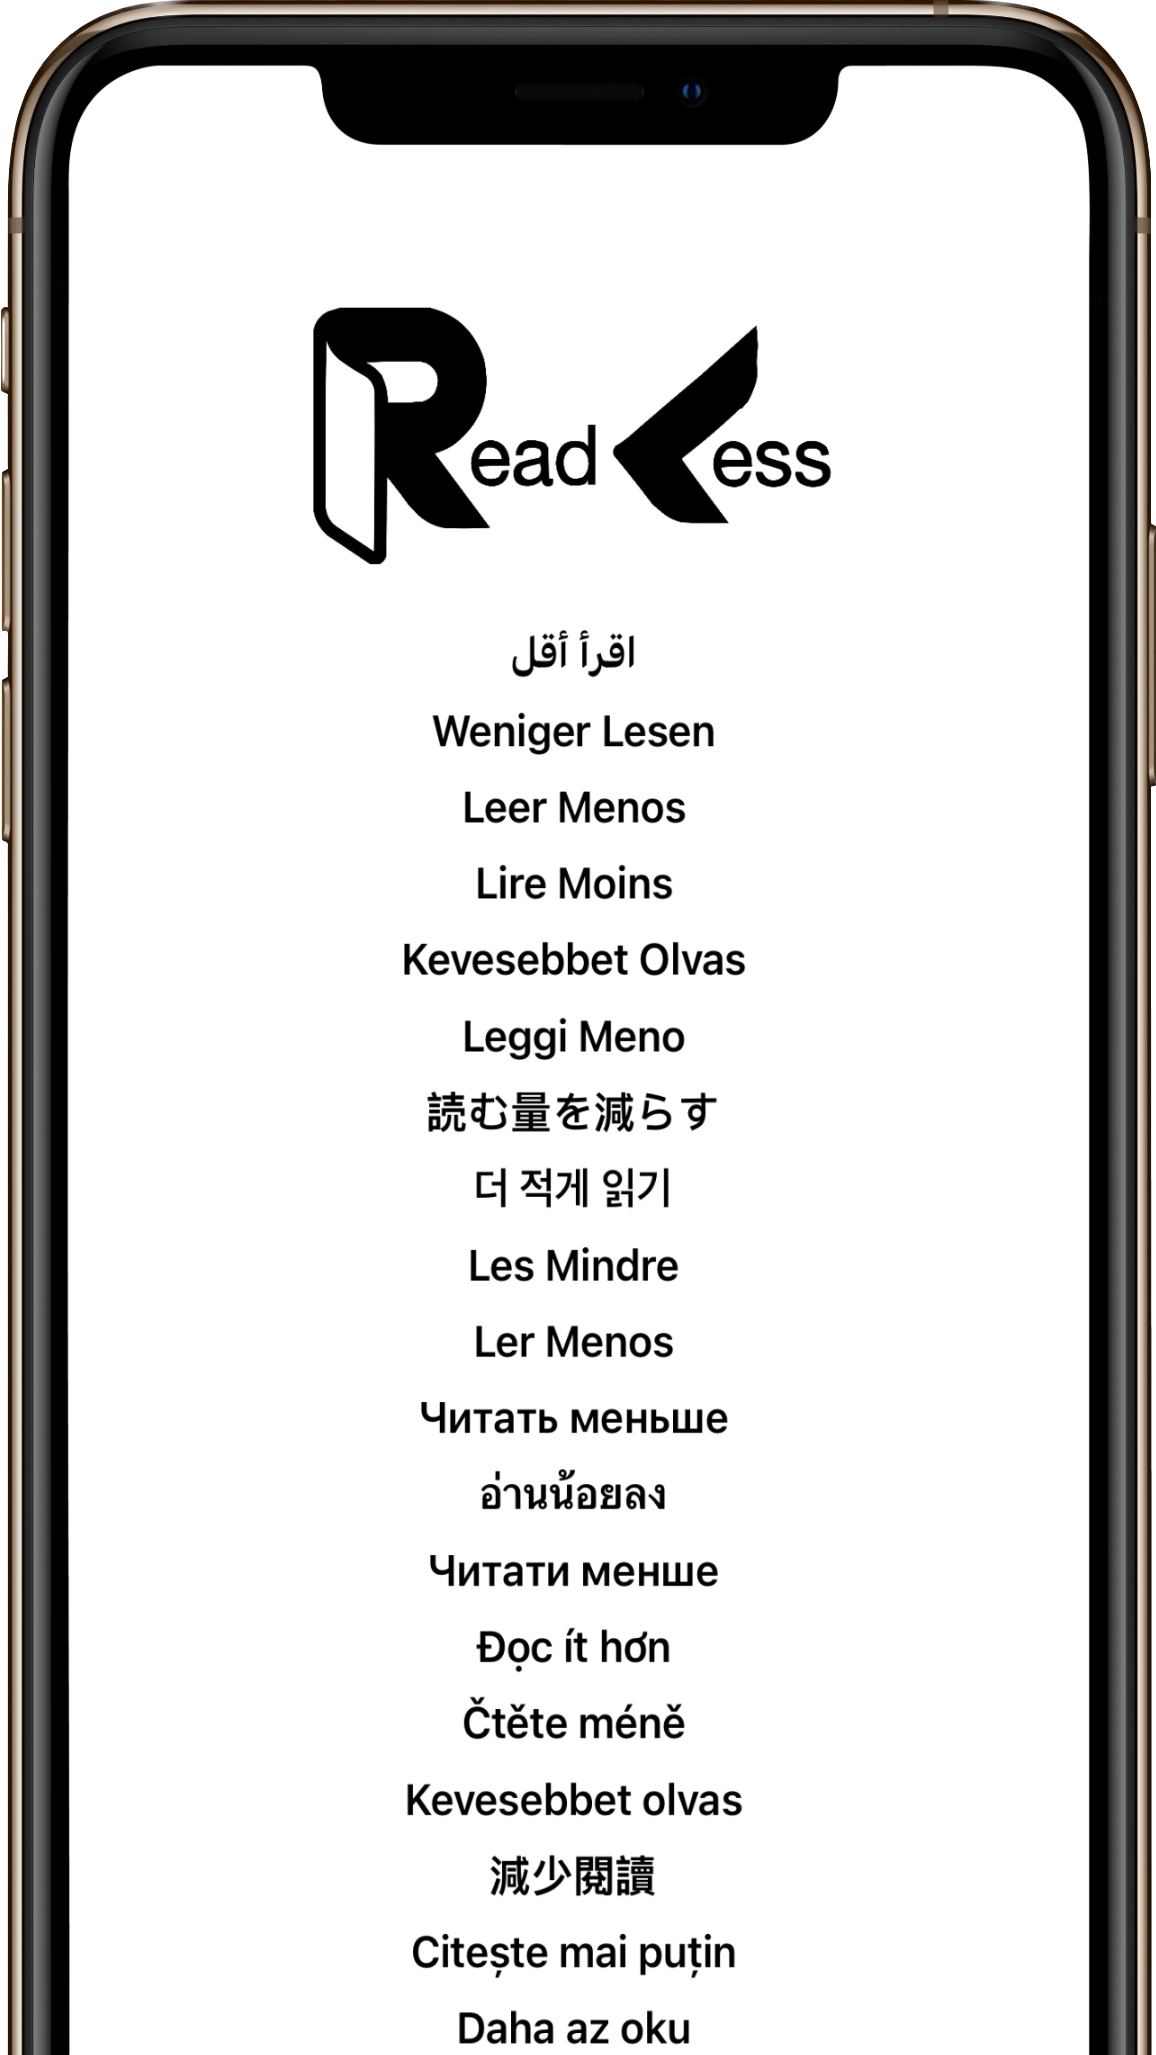 Read Less
اقرأ أقل
Weniger Lesen
Leer Menos
Lire Moins
Kevesebbet Olvas
Leggi Meno
読む量を減らす
더 적게 읽기
Les Mindre
Ler Menos
Читать меньше
อ่านน้อยลง
Читати менше
Đọc ít hơn
Čtěte méně
Kevesebbet olvas
減少閱讀
Citește mai puțin
Daha az oku